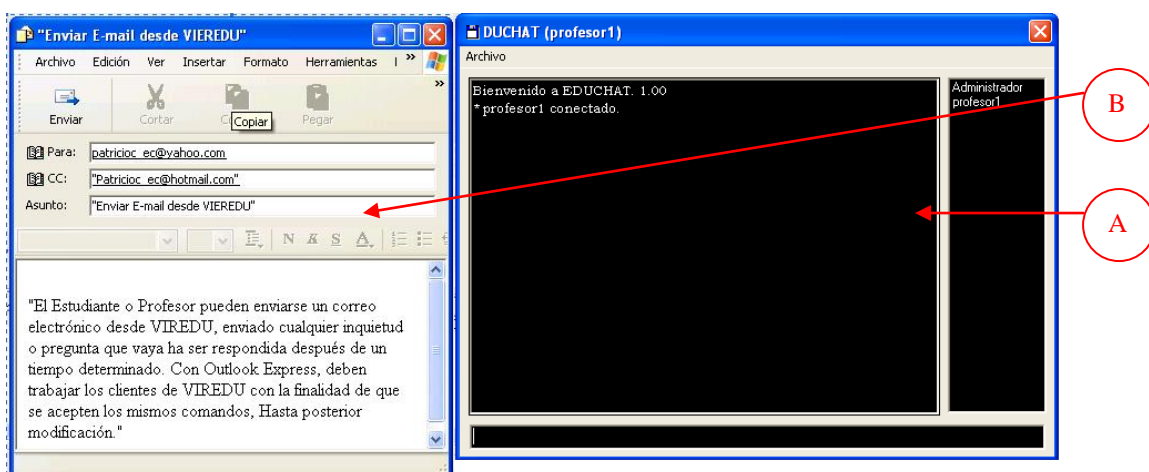 "Enviar E-mail desde VIEREDU"
Archivo Edición Ver Insertar Formato Herramientas I »
»
Enviar Cortar Copiar Pegar
Para: patricioc_ec@yahoo.com
CC: "Patricioc_ec@hotmail.com"
Asunto: "Enviar E-mail desde VIEREDU"
N K S A
"El Estudiante o Profesor pueden enviarse un correo
electrónico desde VIREDU, enviado cualquier inquietud
o pregunta que vaya ha ser respondida después de un
tiempo determinado. Con Outlook Express, deben
trabajar los clientes de VIREDU con la finalidad de que
se acepten los mismos comandos, Hasta posterior
modificación."
DUCHAT (profesor1)
Archivo
Bienvenido a EDUCHAT. 1.00
* profesor1 conectado.
Administrador
profesor1
B
A